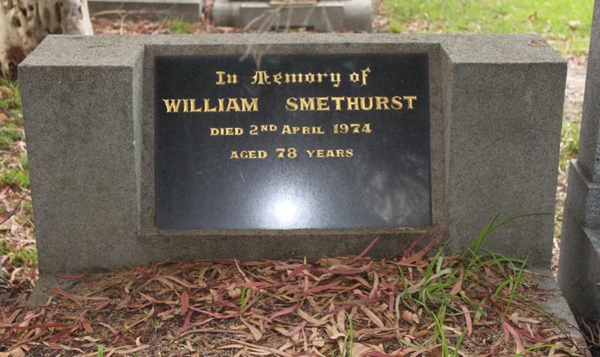 In Memory of
WILLIAM SMETHURST
DIED 2ND APRIL 1974
AGED 78 YEARS